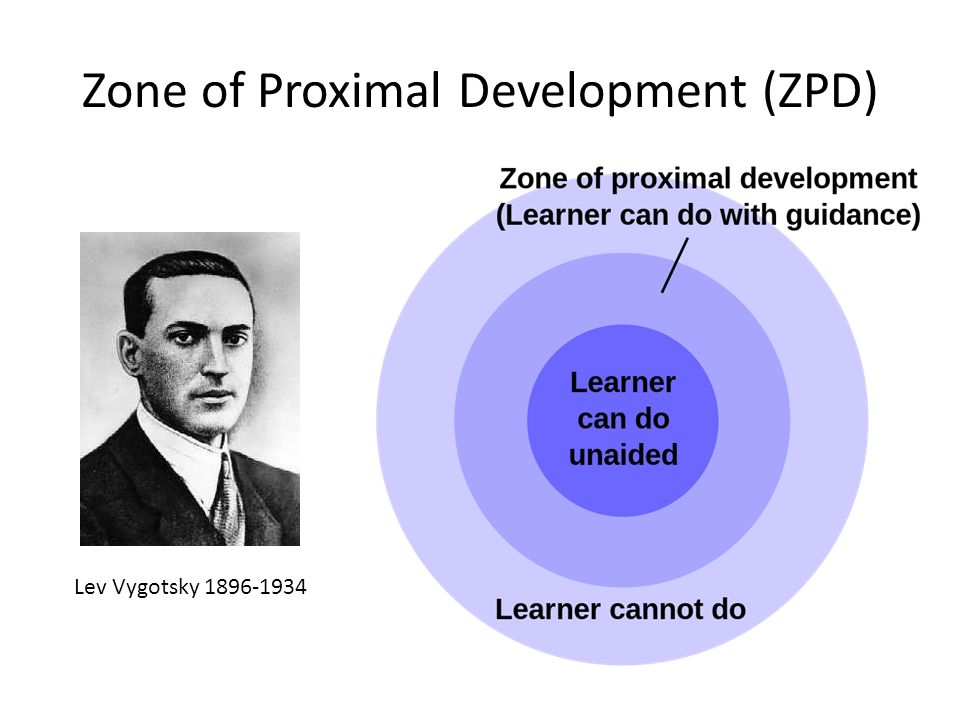 Zone of Proximal Development (ZPD)
Zone of proximal development
(Learner can do with guidance)
Learner
can do
unaided
Lev Vygotsky 1896-1934
Learner cannot do